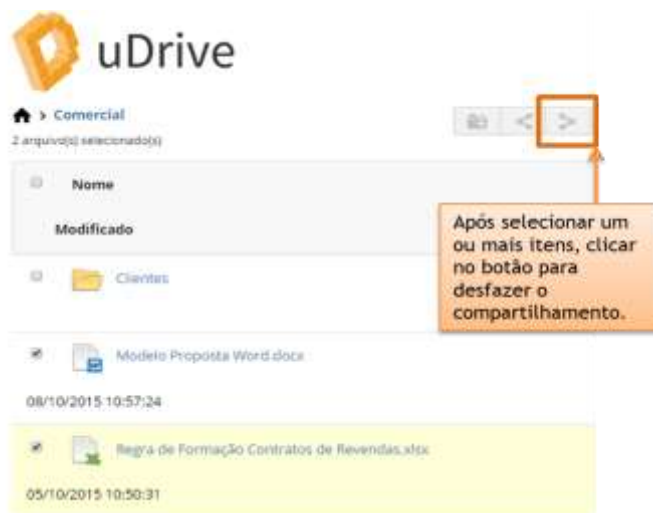 uDrive
> Comercial
2 arquivo(s) selecionado(s)
Nome
Modificado
Clientes
Modelo Proposta Word.docx
08/10/2015 10:57:24
Regra de Formação Contratos de Revendas.xlsx
05/10/2015 10:50:31
Após selecionar um
ou mais itens, clicar
no botão para
desfazer o
compartilhamento.